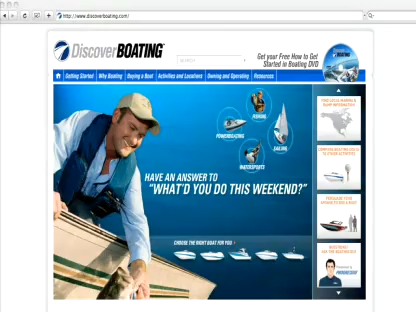 http://www.discoverboating.com/
Q-
DiscoverBOATING
SEARCH
Get your Free How to Get
Started in Boating DVD
Getting Started
Why Boating
Buying a Boat
Activities and Locations
Owning and Operating
Resources
FISHING
POWERBOATING
SAILING
WATERSPORTS
HAVE AN ANSWER TO
"WHAT'D YOU DO THIS WEEKEND?"
CHOOSE THE RIGHT BOAT FOR YOU
PROGRESSIVE